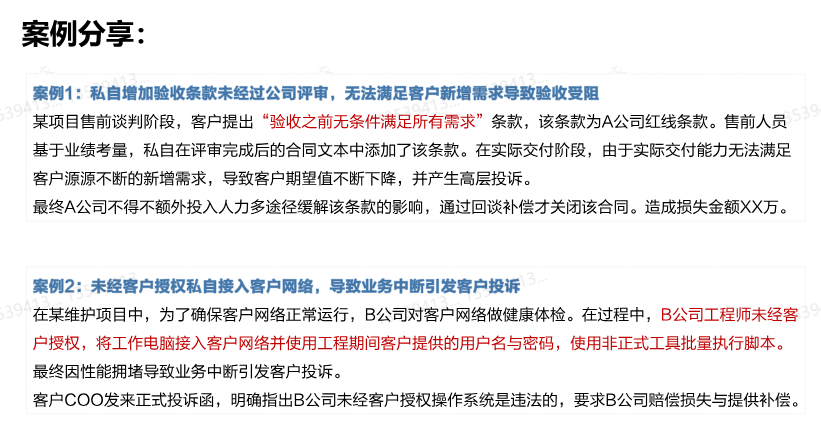 案例分享：
案例1：私自增加验收条款未经过公司评审，无法满足客户新增需求导致验收受阻
某项目售前谈判阶段，客户提出“验收之前无条件满足所有需求”条款，该条款为A公司红线条款。售前人员
基于业绩考量，私自在评审完成后的合同文本中添加了该条款。在实际交付阶段，由于实际交付能力无法满足
客户源源不断的新增需求，导致客户期望值不断下降，并产生高层投诉。
最终A公司不得不额外投入人力多途径缓解该条款的影响，通过回谈补偿才关闭该合同。造成损失金额XX万。
案例2：未经客户授权私自接入客户网络，导致业务中断引发客户投诉
在某维护项目中，为了确保客户网络正常运行，B公司对客户网络做健康体检。在过程中，B公司工程师未经客
户授权，将工作电脑接入客户网络并使用工程期间客户提供的用户名与密码，使用非正式工具批量执行脚本。
最终因性能拥堵导致业务中断引发客户投诉。
客户COO发来正式投诉函，明确指出B公司未经客户授权操作系统是违法的，要求B公司赔偿损失与提供补偿。